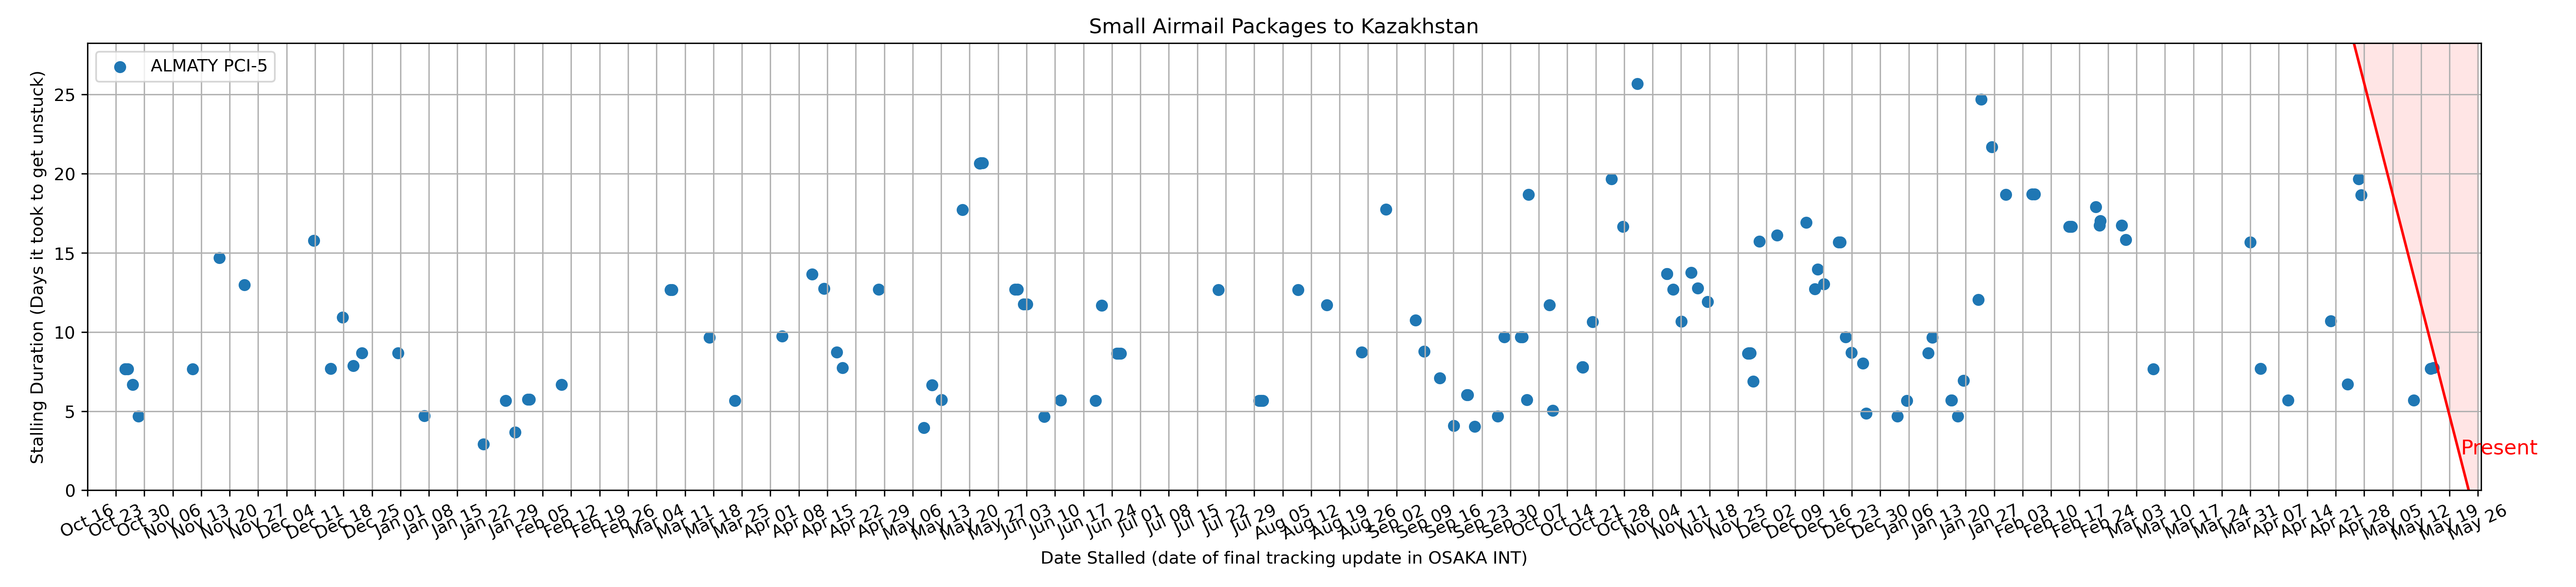 Small Airmail Packages to Kazakhstan
ALMATY PCI-5
Stalling Duration (Days it took to get unstuck)
25
20
15
10
5
0
Present
Oct 16 Oct 23 Oct 30 Nov 06 Nov 13 Nov 20 Nov 27 Dec 04 Dec 11 Dec 18 Dec 25 Jan 01 Jan 08 Jan 15 Jan 22 Jan 29 Feb 05 Feb 12 Feb 19 Feb 26 Mar 04 Mar 11 Mar 18 Mar 25 Apr 01 Apr 08 Apr 15 Apr 22 Apr 29 May 06 May 13 May 20 May 27 Jun 03 Jun 10 Jun 17 Jun 24 Jul 01 Jul 08 Jul 15 Jul 22 Jul 29 Aug 05 Aug 12 Aug 19 Aug 26 Sep 02 Sep 09 Sep 16 Sep 23 Sep 30 Oct 07 Oct 14 Oct 21 Oct 28 Nov 04 Nov 11 Nov 18 Nov 25 Dec 02 Dec 09 Dec 16 Dec 23 Dec 30 Jan 06 Jan 13 Jan 20 Jan 27 Feb 03 Feb 10 Feb 17 Feb 24 Mar 03 Mar 10 Mar 17 Mar 24 Mar 31 Apr 07 Apr 14 Apr 21 Apr 28 May 05 May 12 May 19 May 26
Date Stalled (date of final tracking update in OSAKA INT)